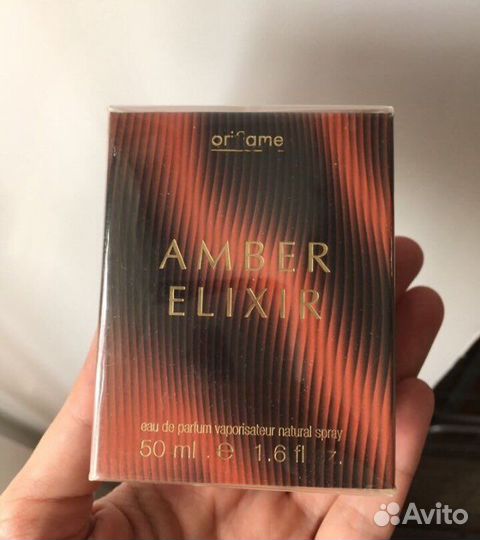 oriflame
AMBER
ELIXIR
eau de parfum vaporisateur natural spray
50 ml . e 1.6 fl z.
Avito